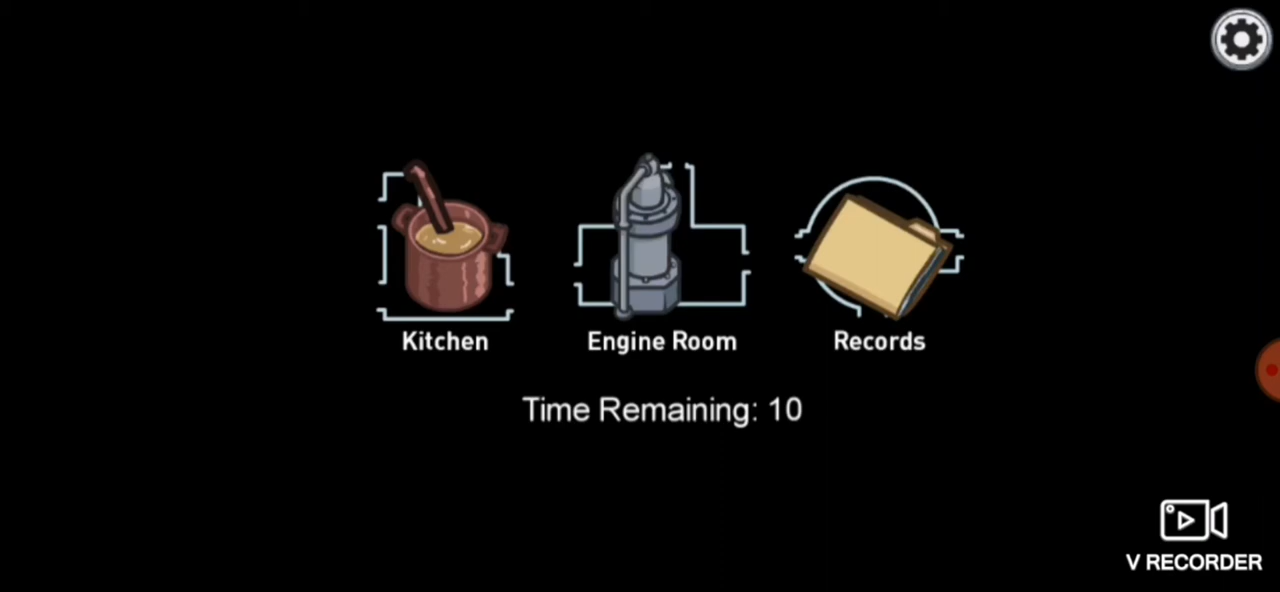 Kitchen
Engine Room
Records
Time Remaining: 10
V RECORDER